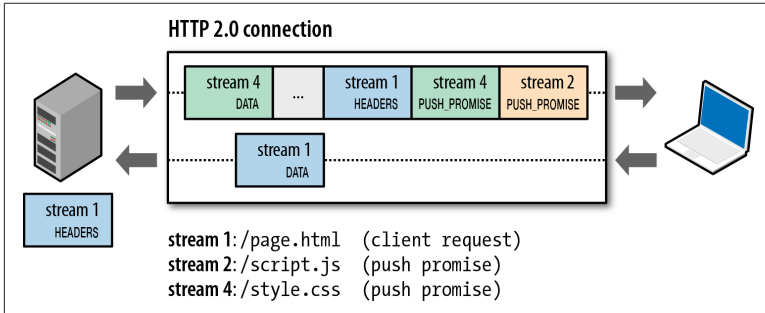 HTTP 2.0 connection
stream 4
DATA
...
stream 1
HEADERS
stream 4
PUSH_PROMISE
stream 2
PUSH_PROMISE
stream 1
DATA
stream 1
HEADERS
stream 1: /page.html (client request)
stream 2: /script.js (push promise)
stream 4: /style.css (push promise)